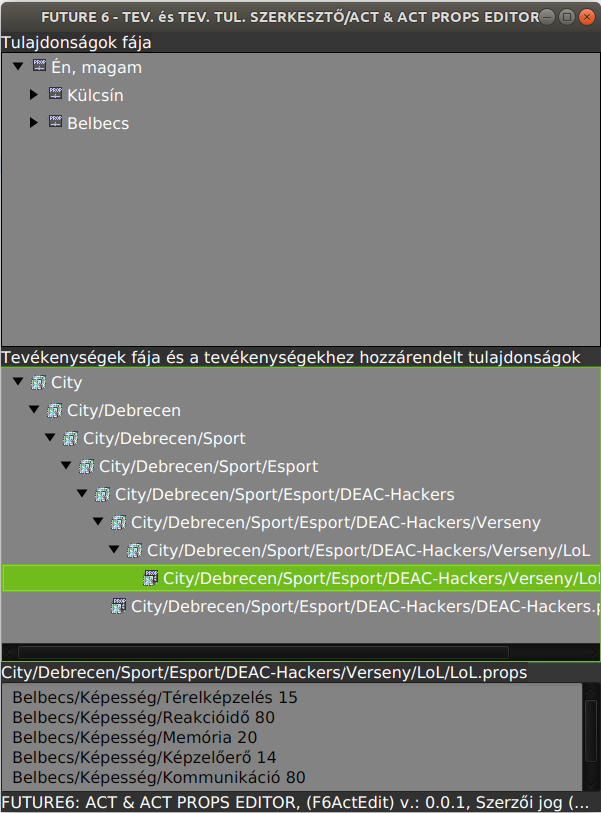 FUTURE 6 - TEV. és TEV. TUL. SZERKESZTŐ/ACT & ACT PROPS EDITOR
Tulajdonságok fája
PROP Én, magam
PROP Külcsín
PROP Belbecs
Tevékenységek fája és a tevékenységekhez hozzárendelt tulajdonságok
City
City/Debrecen
City/Debrecen/Sport
City/Debrecen/Sport/Esport
City/Debrecen/Sport/Esport/DEAC-Hackers
City/Debrecen/Sport/Esport/DEAC-Hackers/Verseny
City/Debrecen/Sport/Esport/DEAC-Hackers/Verseny/LoL
PROP City/Debrecen/Sport/Esport/DEAC-Hackers/Verseny/LoL
PROP City/Debrecen/Sport/Esport/DEAC-Hackers/DEAC-Hackers.p
City/Debrecen/Sport/Esport/DEAC-Hackers/Verseny/LoL/LoL.props
Belbecs/Képesség/Térelképzelés 15
Belbecs/Képesség/Reakcióidő 80
Belbecs/Képesség/Memória 20
Belbecs/Képesség/Képzelőerő 14
Belbecs/Képesség/Kommunikáció 80
FUTURE6: ACT & ACT PROPS EDITOR, (F6ActEdit) v.: 0.0.1, Szerzői jog (...